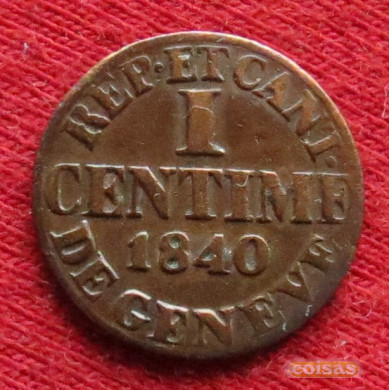 REP·ET CANT·
I
CENTIME
1840
DE GENEVE
coisas